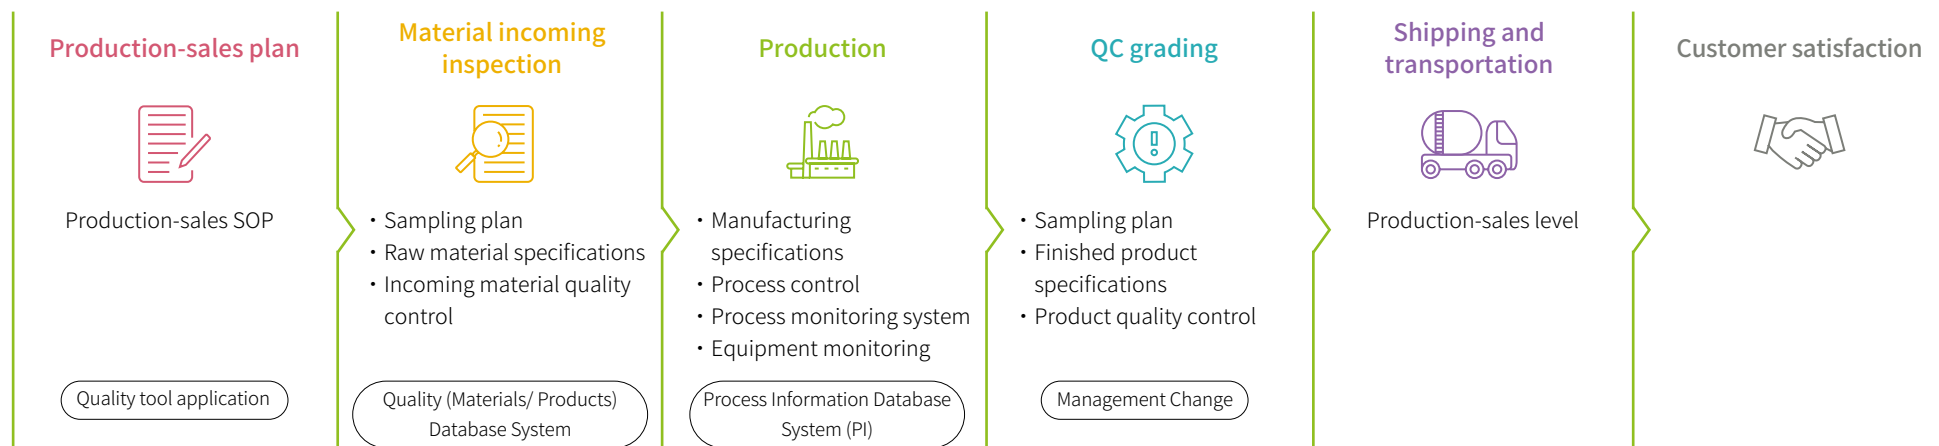 Production-sales plan
Production-sales SOP
Quality tool application
Material incoming
inspection
・Sampling plan
・Raw material specifications
・Incoming material quality
control
Quality (Materials/ Products)
Database System
Production
・Manufacturing
specifications
・Process control
・Process monitoring system
・Equipment monitoring
Process Information Database
System (PI)
QC grading
・Sampling plan
・Finished product
specifications
・Product quality control
Management Change
Shipping and
transportation
Production-sales level
Customer satisfaction